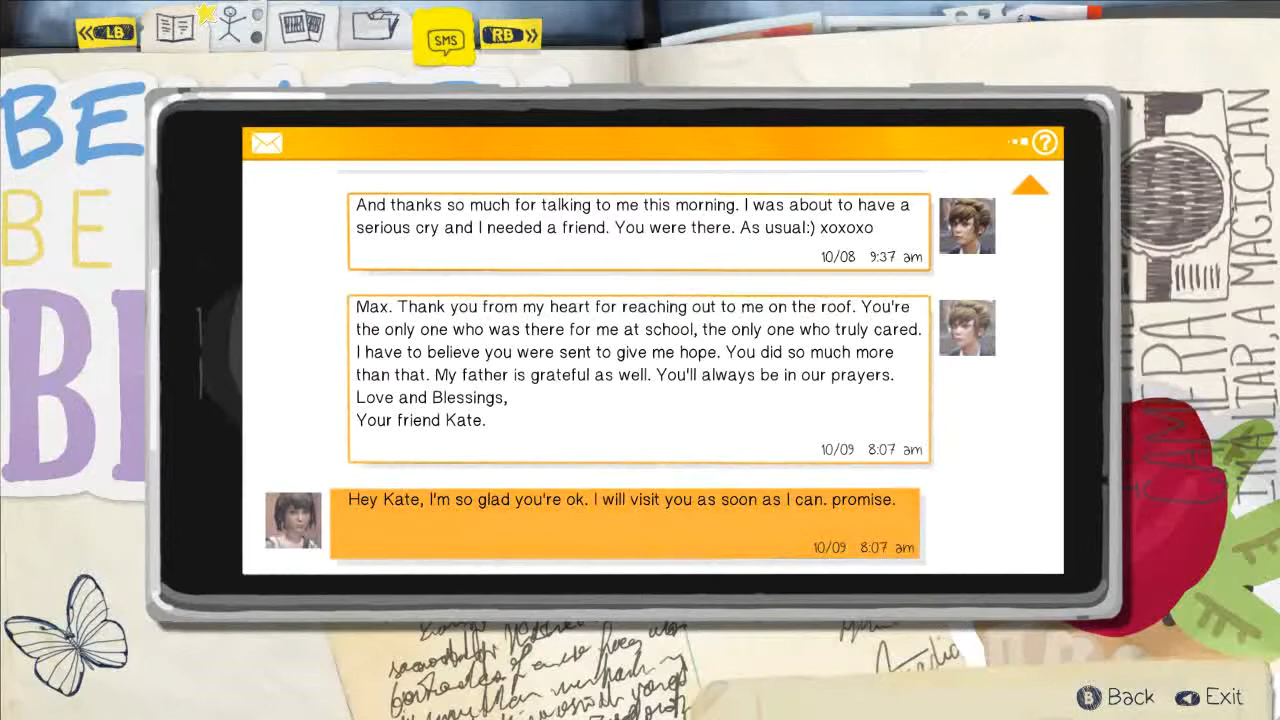 LB
SMS
RB
BE
BE
And thanks so much for talking to me this morning. I was about to have a
serious cry and I needed a friend. You were there. As usual:) xoxoxo
10/08 9:37 am
Max. Thank you from my heart for reaching out to me on the roof. You're
the only one who was there for me at school, the only one who truly cared.
I have to believe you were sent to give me hope. You did so much more
than that. My father is grateful as well. You'll always be in our prayers.
Love and Blessings,
Your friend Kate.
10/09 8:07 am
Hey Kate, I'm so glad you're ok. I will visit you as soon as I can. promise.
10/09 8:07 am
?
A MAGICIAN
B Back
Exit